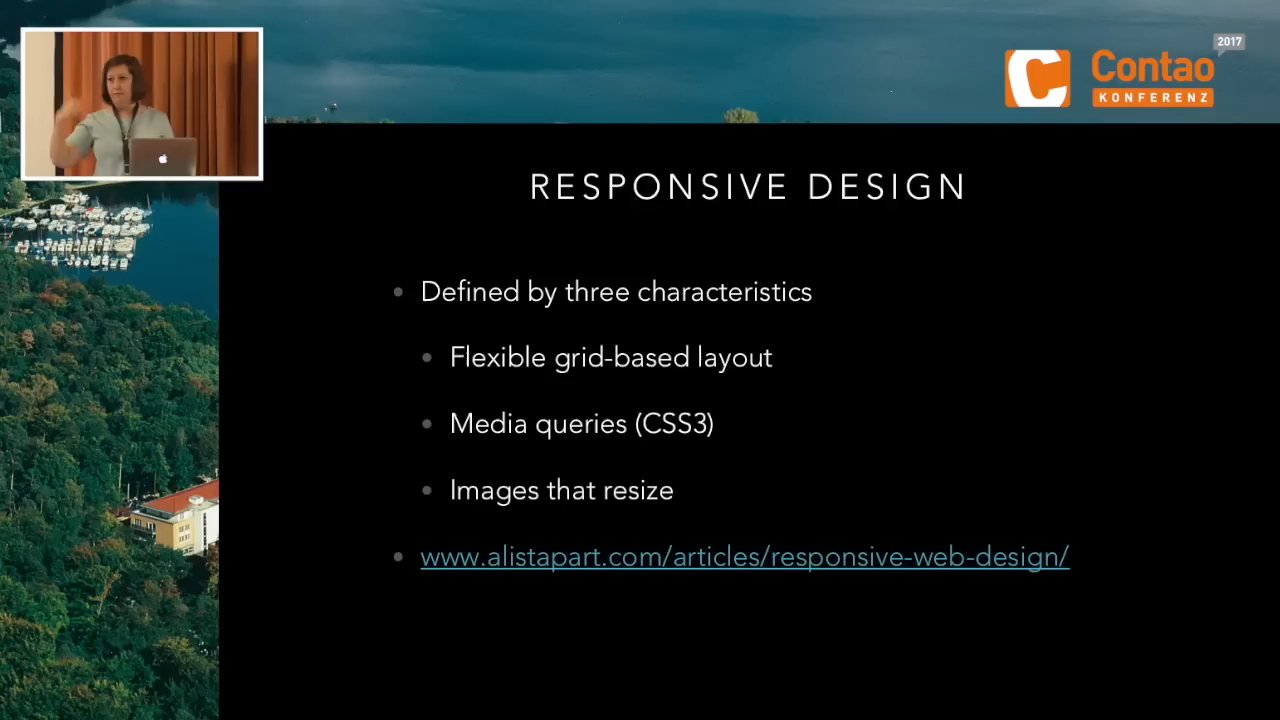 2017
Contao
KONFERENZ
RESPONSIVE DESIGN
Defined by three characteristics
Flexible grid-based layout
Media queries (CSS3)
Images that resize
www.alistapart.com/articles/responsive-web-design/